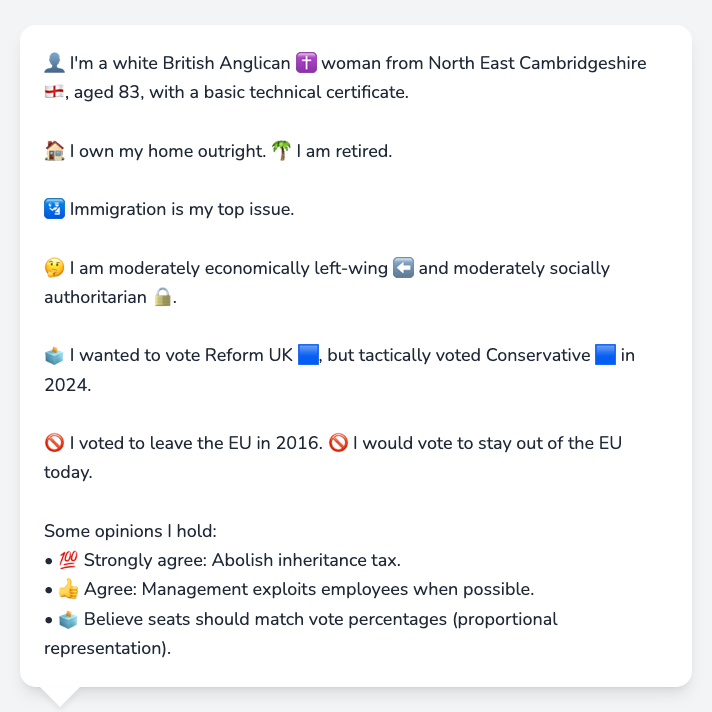 👤 I'm a white British Anglican ✝️ woman from North East Cambridgeshire
🏴󠁧󠁢󠁥󠁮󠁧󠁿, aged 83, with a basic technical certificate.
🏠 I own my home outright. 🌴 I am retired.
🛂 Immigration is my top issue.
🤔 I am moderately economically left-wing ⬅️ and moderately socially
authoritarian 🔒.
🗳️ I wanted to vote Reform UK 🟦, but tactically voted Conservative 🟦 in
2024.
🚫 I voted to leave the EU in 2016. 🚫 I would vote to stay out of the EU
today.
Some opinions I hold:
• 💯 Strongly agree: Abolish inheritance tax.
• 👍 Agree: Management exploits employees when possible.
• 🗳️ Believe seats should match vote percentages (proportional
representation).